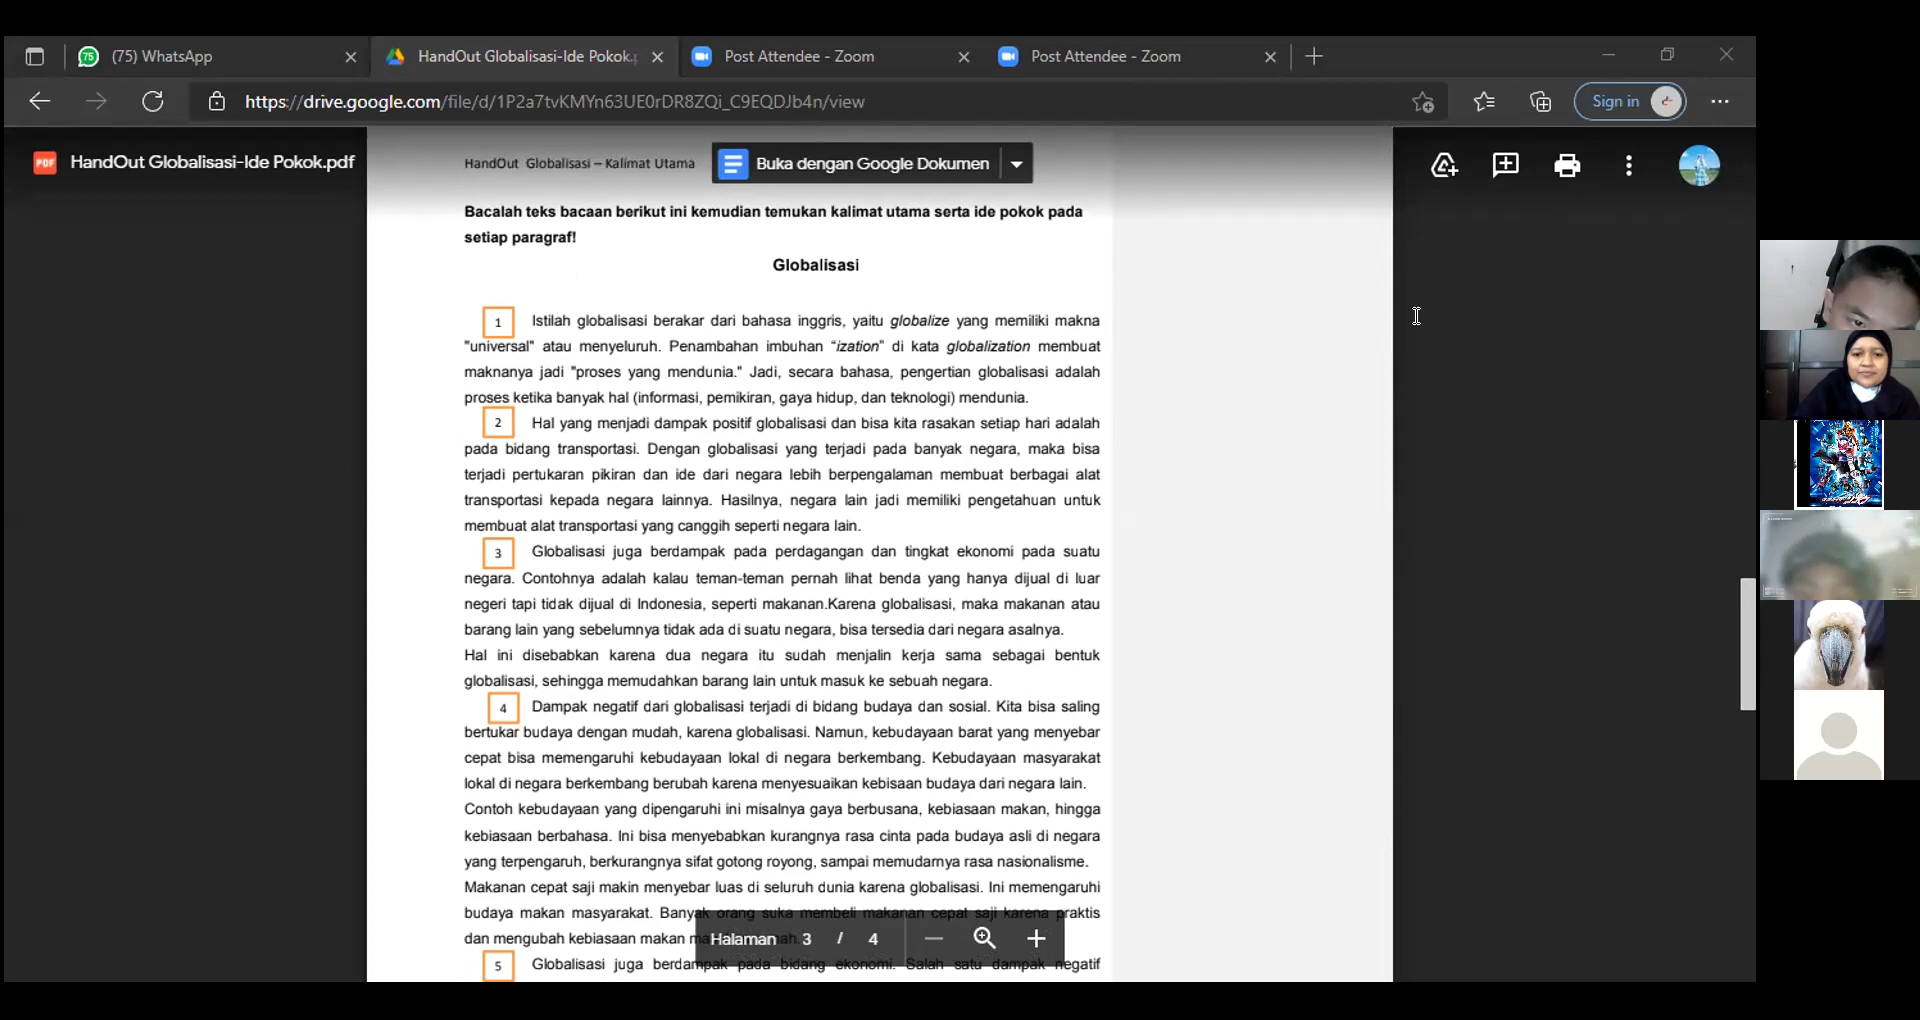 (75) WhatsApp
HandOut Globalisasi-Ide Pokok.
Post Attendee - Zoom
Post Attendee - Zoom
https://drive.google.com/file/d/1P2a7tvKMYn63UE0rDR8ZQi_C9EQDJb4n/view
Sign in
PDF
HandOut Globalisasi-Ide Pokok.pdf
HandOut Globalisasi – Kalimat Utama
Buka dengan Google Dokumen
Bacalah teks bacaan berikut ini kemudian temukan kalimat utama serta ide pokok pada
setiap paragraf!
Globalisasi
1 Istilah globalisasi berakar dari bahasa inggris, yaitu globalize yang memiliki makna
"universal" atau menyeluruh. Penambahan imbuhan “ization” di kata globalization membuat
maknanya jadi "proses yang mendunia." Jadi, secara bahasa, pengertian globalisasi adalah
proses ketika banyak hal (informasi, pemikiran, gaya hidup, dan teknologi) mendunia.
2 Hal yang menjadi dampak positif globalisasi dan bisa kita rasakan setiap hari adalah
pada bidang transportasi. Dengan globalisasi yang terjadi pada banyak negara, maka bisa
terjadi pertukaran pikiran dan ide dari negara lebih berpengalaman membuat berbagai alat
transportasi kepada negara lainnya. Hasilnya, negara lain jadi memiliki pengetahuan untuk
membuat alat transportasi yang canggih seperti negara lain.
3 Globalisasi juga berdampak pada perdagangan dan tingkat ekonomi pada suatu
negara. Contohnya adalah kalau teman-teman pernah lihat benda yang hanya dijual di luar
negeri tapi tidak dijual di Indonesia, seperti makanan.Karena globalisasi, maka makanan atau
barang lain yang sebelumnya tidak ada di suatu negara, bisa tersedia dari negara asalnya.
Hal ini disebabkan karena dua negara itu sudah menjalin kerja sama sebagai bentuk
globalisasi, sehingga memudahkan barang lain untuk masuk ke sebuah negara.
4 Dampak negatif dari globalisasi terjadi di bidang budaya dan sosial. Kita bisa saling
bertukar budaya dengan mudah, karena globalisasi. Namun, kebudayaan barat yang menyebar
cepat bisa memengaruhi kebudayaan lokal di negara berkembang. Kebudayaan masyarakat
lokal di negara berkembang berubah karena menyesuaikan kebisaan budaya dari negara lain.
Contoh kebudayaan yang dipengaruhi ini misalnya gaya berbusana, kebiasaan makan, hingga
kebiasaan berbahasa. Ini bisa menyebabkan kurangnya rasa cinta pada budaya asli di negara
yang terpengaruh, berkurangnya sifat gotong royong, sampai memudarnya rasa nasionalisme.
Makanan cepat saji makin menyebar luas di seluruh dunia karena globalisasi. Ini memengaruhi
budaya makan masyarakat. Banyak orang suka membeli makanan cepat saji karena praktis
dan mengubah kebiasaan makan
Halaman 3 / 4
5 Globalisasi juga berdampak pada bidang ekonomi. Salah satu dampak negatif